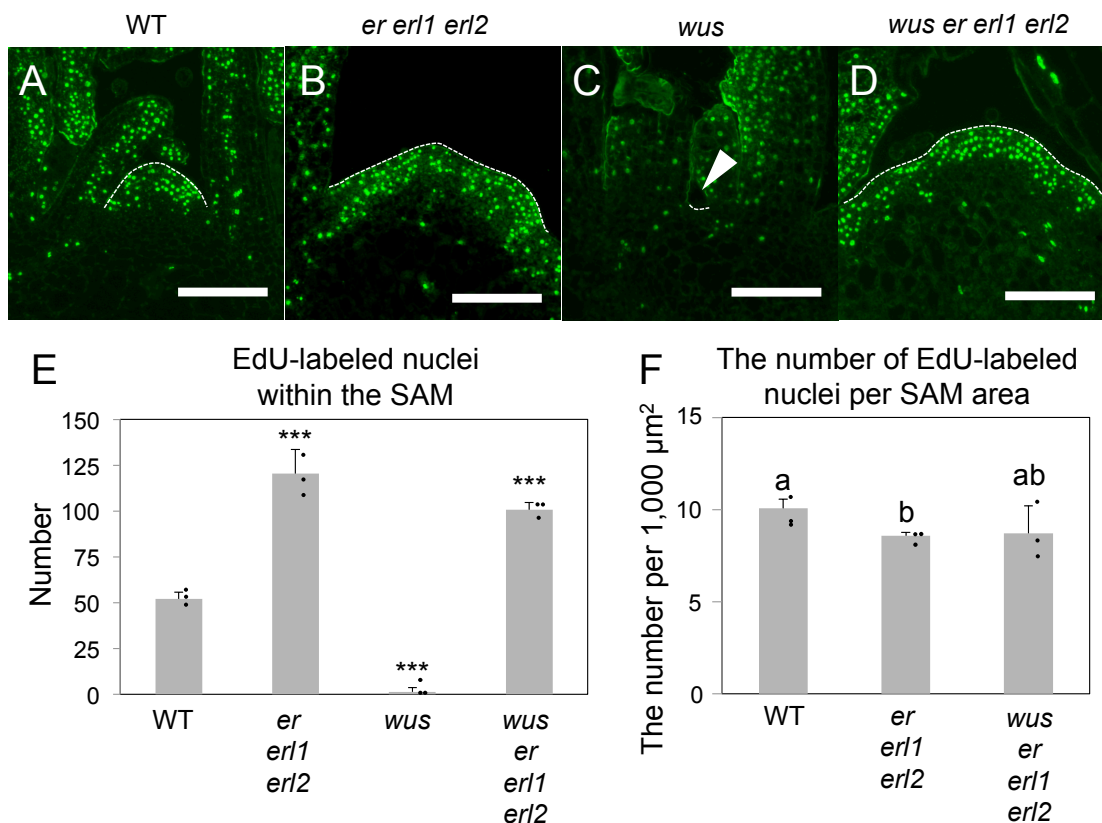 WT
er erl1 erl2
wus
wus er erl1 erl2
A
B
C
D
E
EdU-labeled nuclei
within the SAM
Number
150
125
100
75
50
25
0
***
***
***
WT
er
erl1
erl2
wus
wus
er
erl1
erl2
F
The number of EdU-labeled
nuclei per SAM area
The number per 1,000 μm²
15
10
5
0
a
b
ab
WT
er
erl1
erl2
wus
er
erl1
erl2